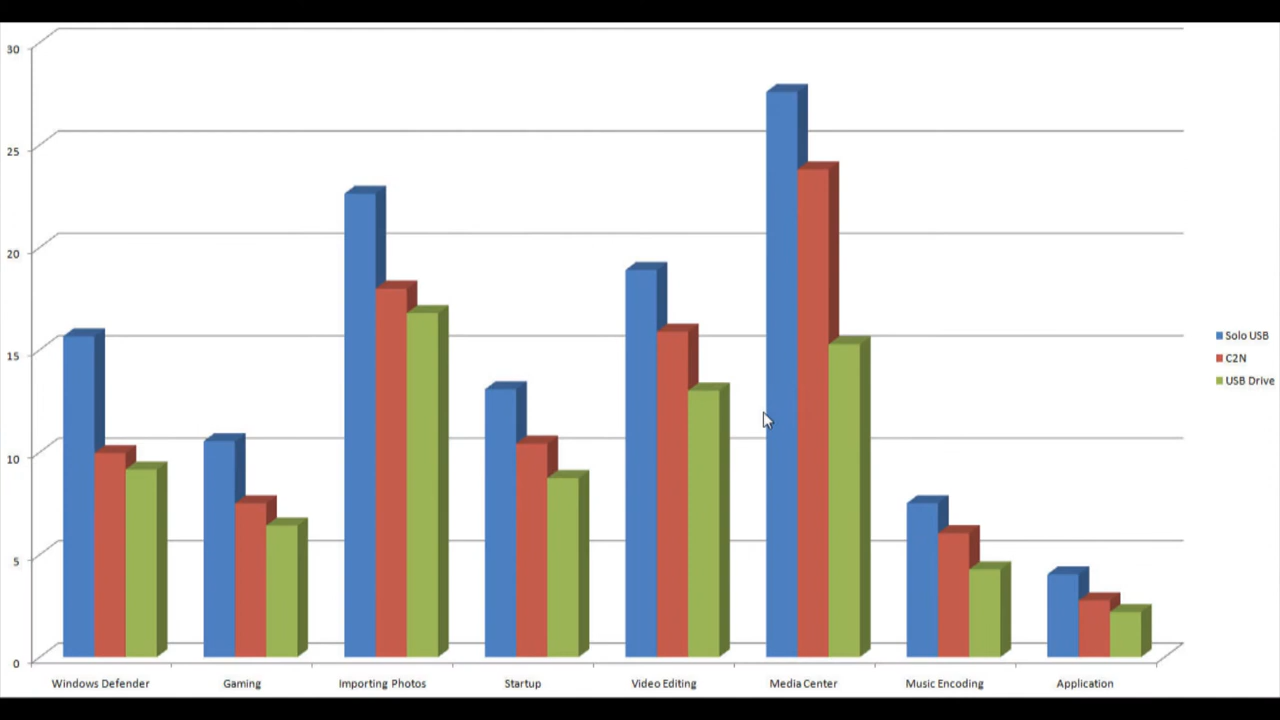 30
25
20
15
10
5
0
Windows Defender
Gaming
Importing Photos
Startup
Video Editing
Media Center
Music Encoding
Application
Solo USB
C2N
USB Drive